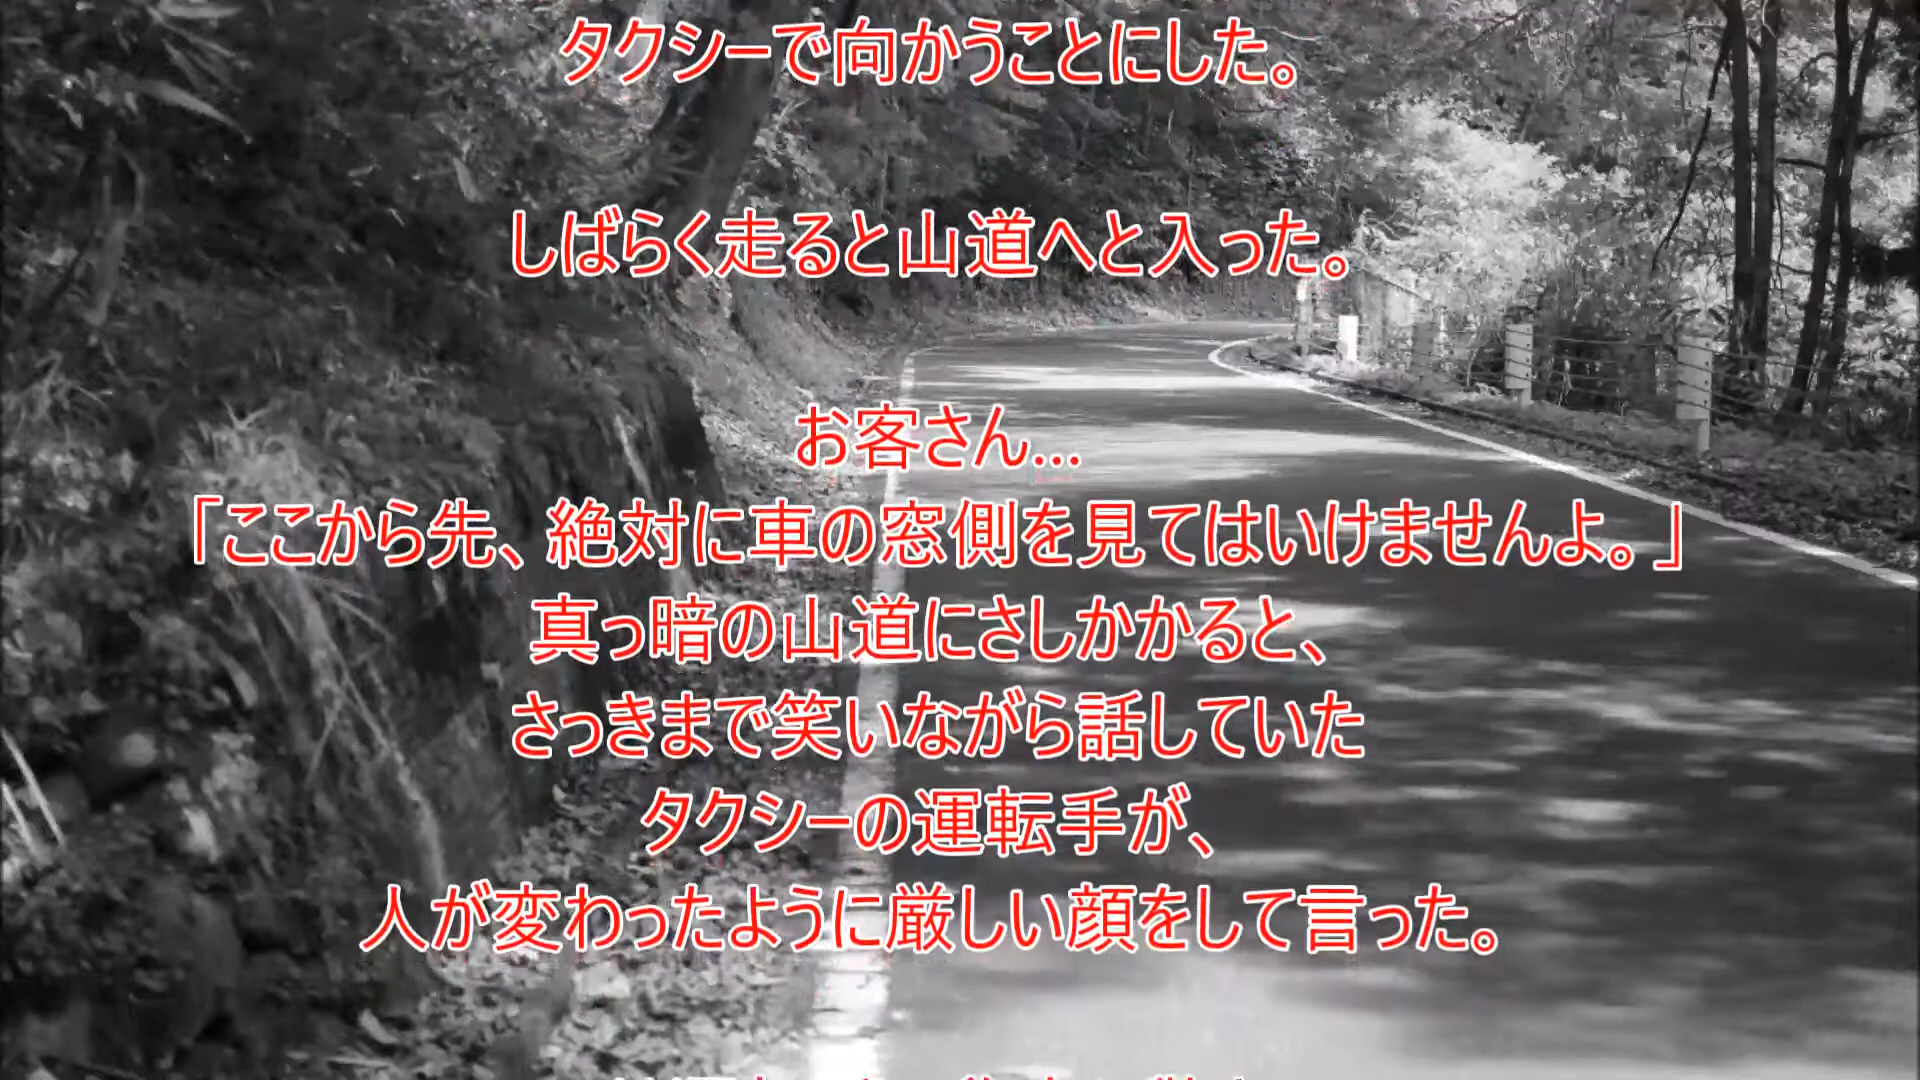 タクシーで向かうことにした。
しばらく走ると山道へと入った。
お客さん...
「ここから先、絶対に車の窓側を見てはいけませんよ。」
真っ暗の山道にさしかかると、
さっきまで笑いながら話していた
タクシーの運転手が、
人が変わったように厳しい顔をして言った。